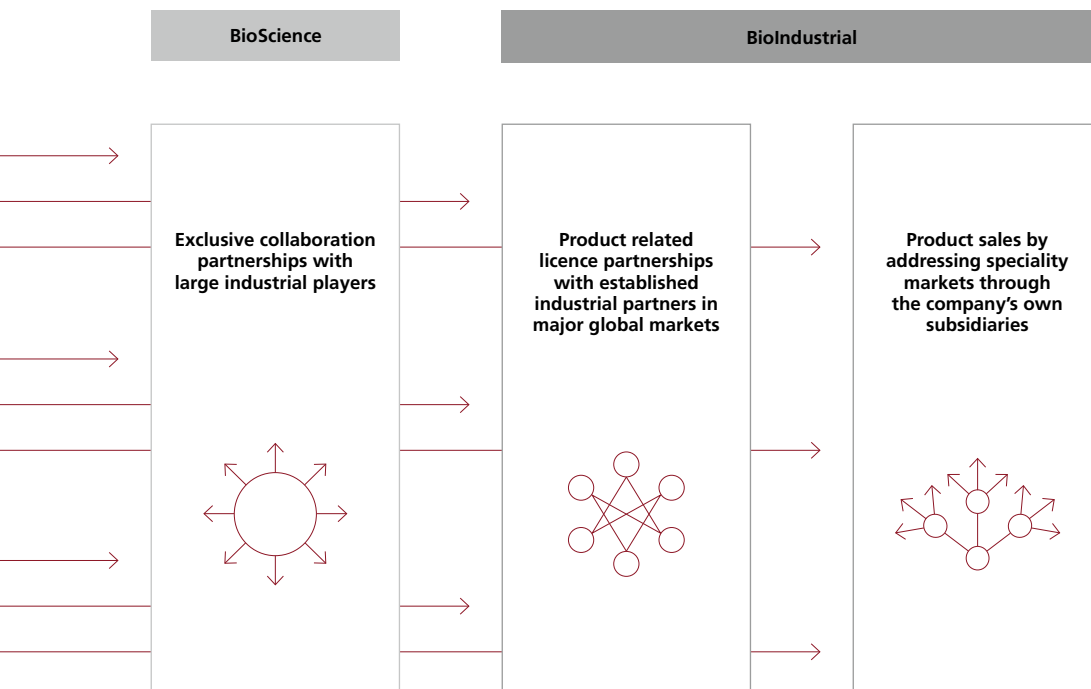 BioScience
BioIndustrial
Exclusive collaboration
partnerships with
large industrial players
Product related
licence partnerships
with established
industrial partners in
major global markets
Product sales by
addressing speciality
markets through
the company’s own
subsidiaries